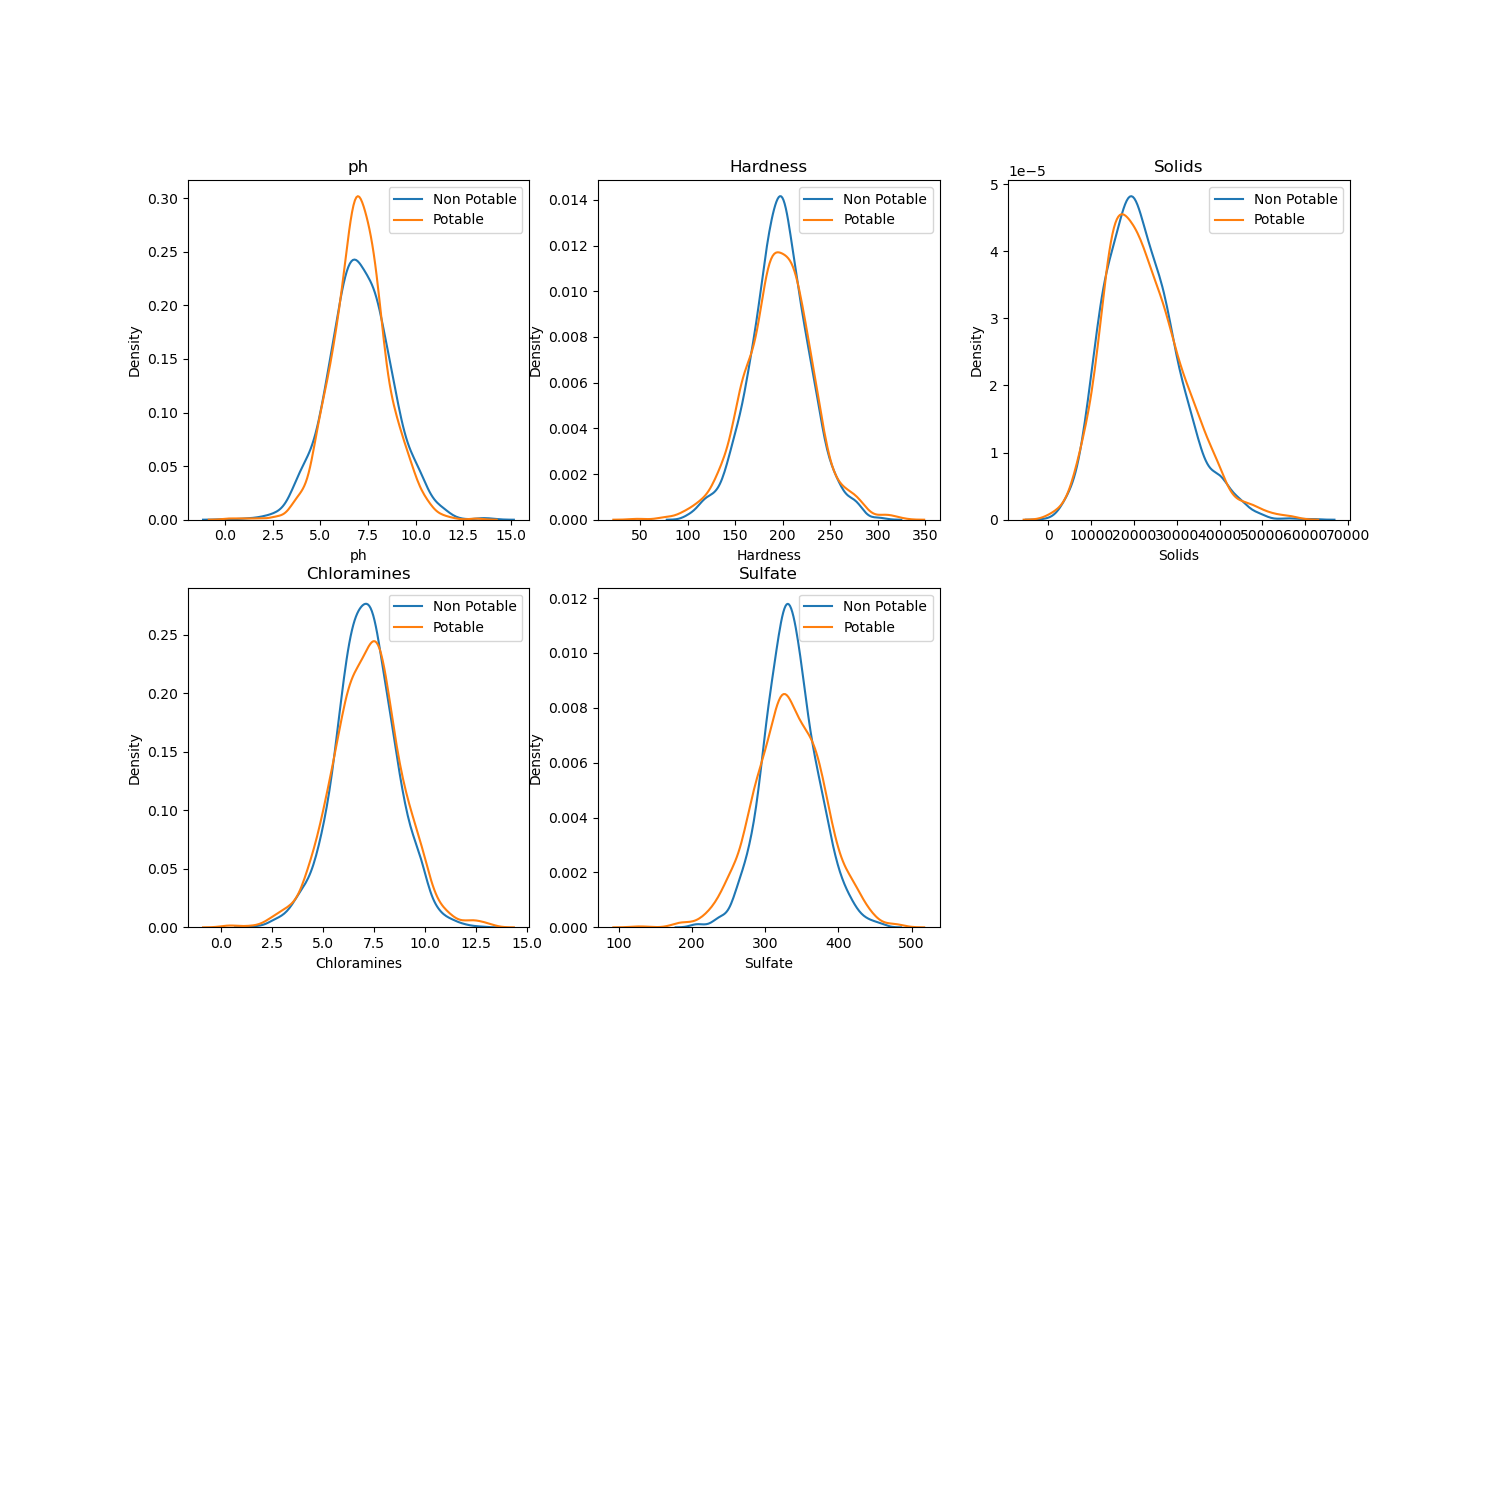 ph
0.30
0.25
0.20
0.15
0.10
0.05
0.00
Density
Non Potable
Potable
0.0 2.5 5.0 7.5 10.0 12.5 15.0
ph
Hardness
0.014
0.012
0.010
0.008
0.006
0.004
0.002
0.000
Density
Non Potable
Potable
50 100 150 200 250 300 350
Hardness
Solids
1e−5
5
4
3
2
1
0
Density
Non Potable
Potable
0 10000 20000 30000 40000 50000 60000 70000
Solids
Chloramines
0.25
0.20
0.15
0.10
0.05
0.00
Density
Non Potable
Potable
0.0 2.5 5.0 7.5 10.0 12.5 15.0
Chloramines
Sulfate
0.012
0.010
0.008
0.006
0.004
0.002
0.000
Density
Non Potable
Potable
100 200 300 400 500
Sulfate